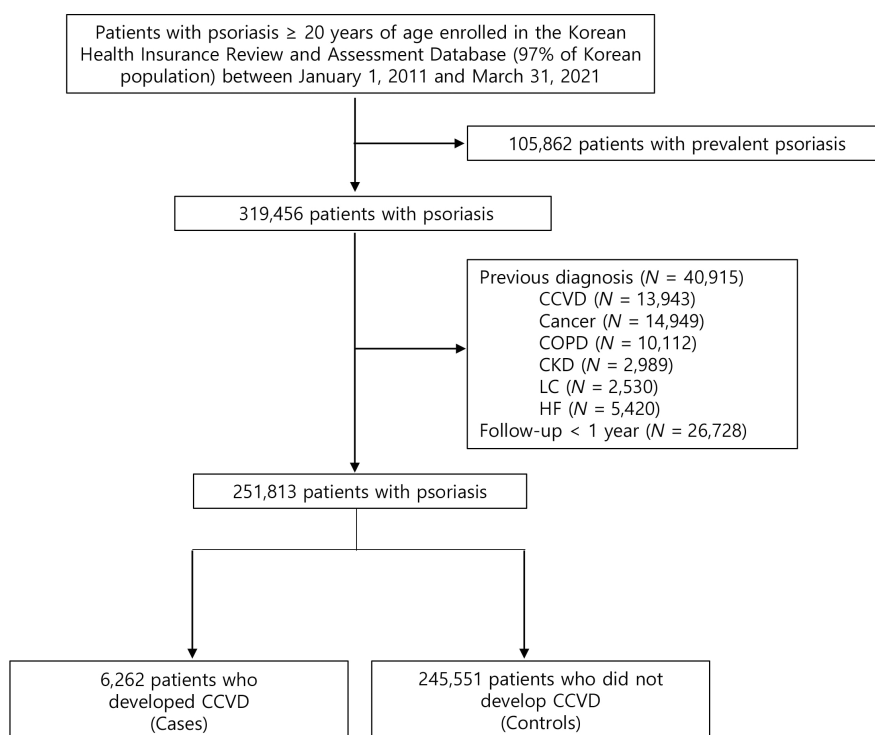 Patients with psoriasis ≥ 20 years of age enrolled in the Korean
Health Insurance Review and Assessment Database (97% of Korean
population) between January 1, 2011 and March 31, 2021
105,862 patients with prevalent psoriasis
319,456 patients with psoriasis
Previous diagnosis (N = 40,915)
CCVD (N = 13,943)
Cancer (N = 14,949)
COPD (N = 10,112)
CKD (N = 2,989)
LC (N = 2,530)
HF (N = 5,420)
Follow-up < 1 year (N = 26,728)
251,813 patients with psoriasis
6,262 patients who
developed CCVD
(Cases)
245,551 patients who did not
develop CCVD
(Controls)